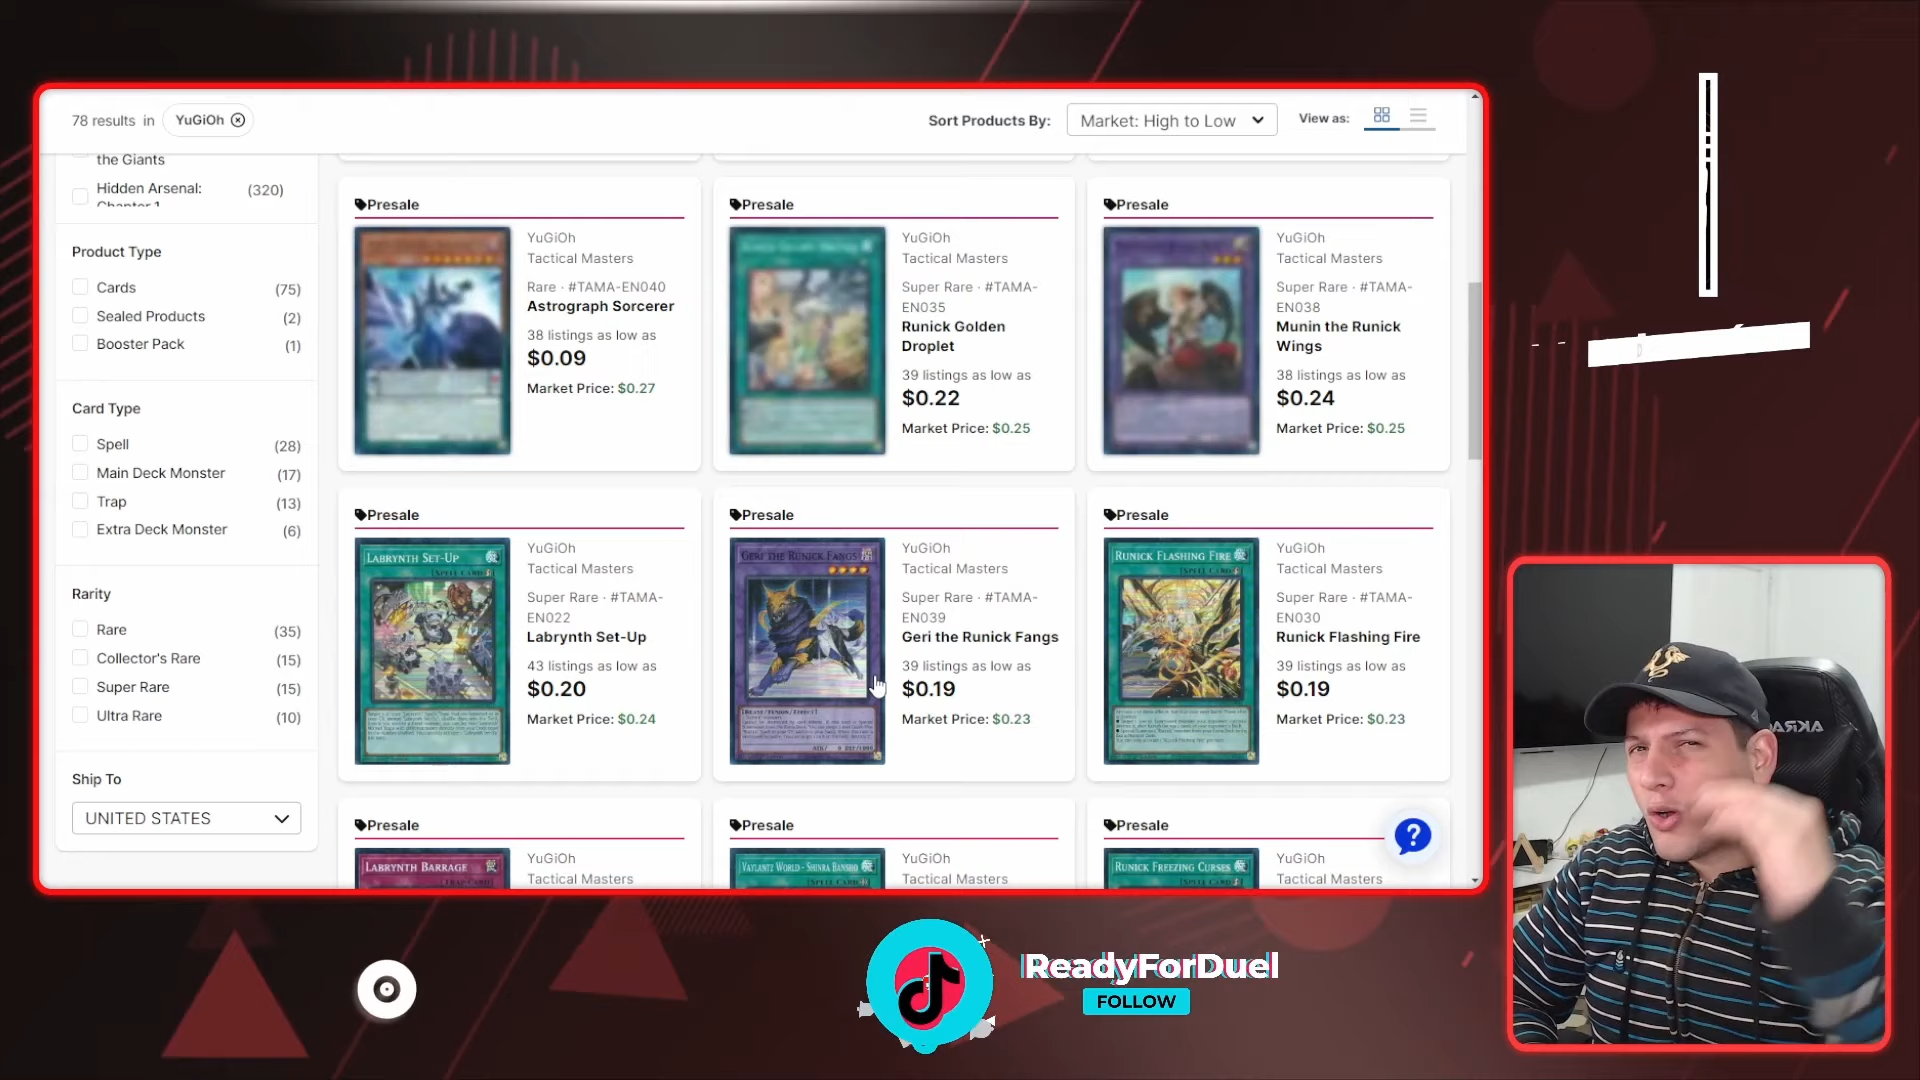 78 results in YuGiOh
Sort Products By: Market: High to Low
View as:
the Giants
Hidden Arsenal: (320)
Chapter 1
Product Type
Cards (75)
Sealed Products (2)
Booster Pack (1)
Card Type
Spell (28)
Main Deck Monster (17)
Trap (13)
Extra Deck Monster (6)
Rarity
Rare (35)
Collector's Rare (15)
Super Rare (15)
Ultra Rare (10)
Ship To
UNITED STATES
Presale
YuGiOh
Tactical Masters
Rare · #TAMA-EN040
Astrograph Sorcerer
38 listings as low as
$0.09
Market Price: $0.27
Presale
YuGiOh
Tactical Masters
Super Rare · #TAMA-
EN035
Runick Golden
Droplet
39 listings as low as
$0.22
Market Price: $0.25
Presale
YuGiOh
Tactical Masters
Super Rare · #TAMA-
EN038
Munin the Runick
Wings
38 listings as low as
$0.24
Market Price: $0.25
Presale
LABRYNTH SET-UP
[SPELL CARD]
YuGiOh
Tactical Masters
Super Rare · #TAMA-
EN022
Labrynth Set-Up
43 listings as low as
$0.20
Market Price: $0.24
Presale
GERI THE RUNICK FANGS
YuGiOh
Tactical Masters
Super Rare · #TAMA-
EN039
Geri the Runick Fangs
39 listings as low as
$0.19
Market Price: $0.23
Presale
RUNICK FLASHING FIRE
[SPELL CARD]
YuGiOh
Tactical Masters
Super Rare · #TAMA-
EN030
Runick Flashing Fire
39 listings as low as
$0.19
Market Price: $0.23
Presale
LABRYNTH BARRAGE
YuGiOh
Tactical Masters
Presale
VAYLANTZ WORLD - SHINRA BANSHO
YuGiOh
Tactical Masters
Presale
RUNICK FREEZING CURSES
YuGiOh
Tactical Masters
?
AKRA
ReadyForDuel
FOLLOW